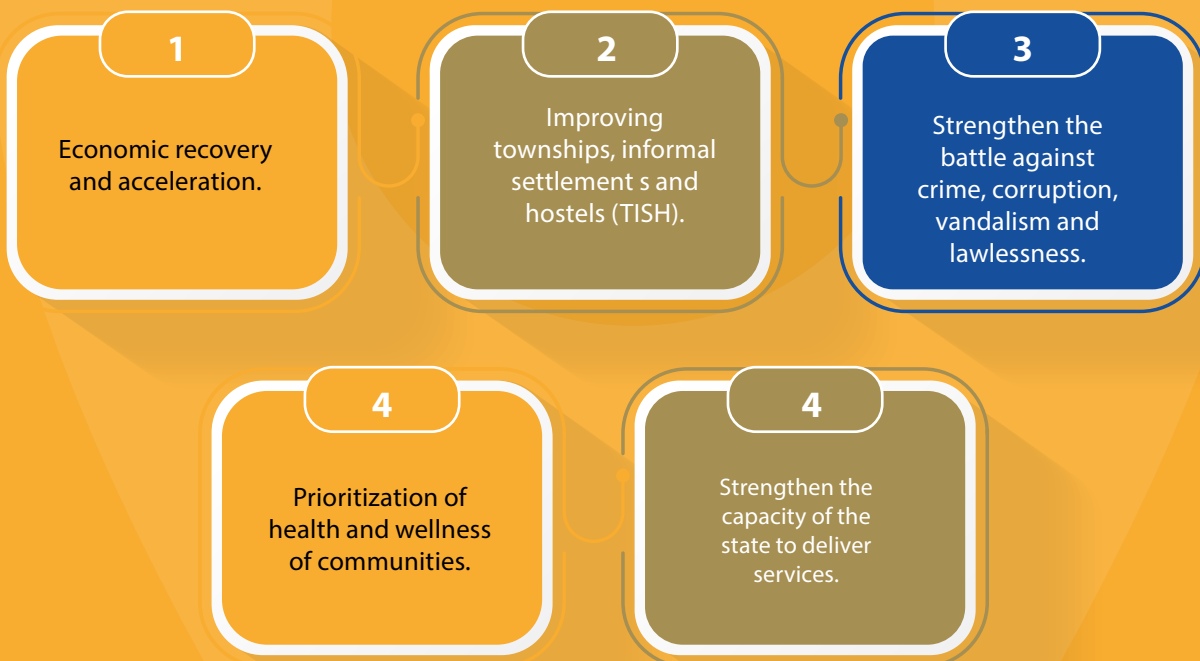 1
Economic recovery
and acceleration.
2
Improving
townships, informal
settlement s and
hostels (TISH).
3
Strengthen the
battle against
crime, corruption,
vandalism and
lawlessness.
4
Prioritization of
health and wellness
of communities.
4
Strengthen the
capacity of the
state to deliver
services.